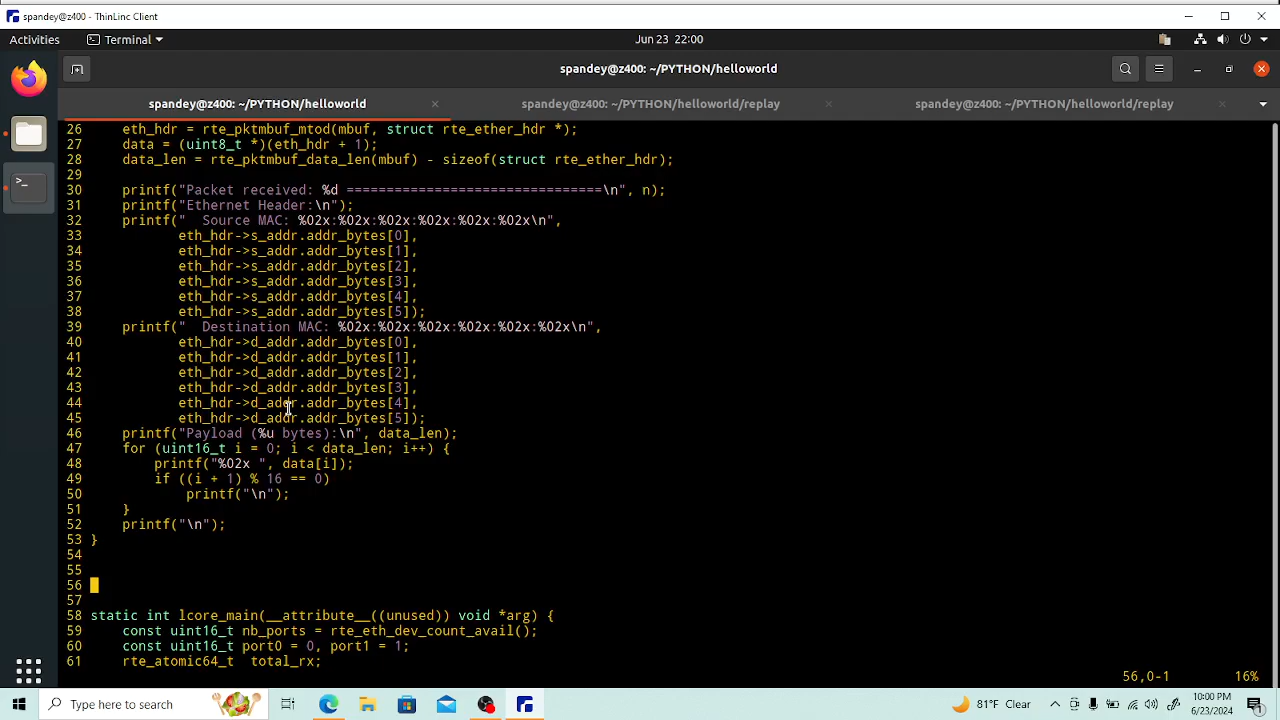 spandey@z400 - ThinLinc Client
Activities
Terminal
Jun 23 22:00
spandey@z400: ~/PYTHON/helloworld
spandey@z400: ~/PYTHON/helloworld
spandey@z400: ~/PYTHON/helloworld/replay
spandey@z400: ~/PYTHON/helloworld/replay
26     eth_hdr = rte_pktmbuf_mtod(mbuf, struct rte_ether_hdr *);
27     data = (uint8_t *)(eth_hdr + 1);
28     data_len = rte_pktmbuf_data_len(mbuf) - sizeof(struct rte_ether_hdr);
29
30     printf("Packet received: %d ================================\n", n);
31     printf("Ethernet Header:\n");
32     printf("  Source MAC: %02x:%02x:%02x:%02x:%02x:%02x\n",
33            eth_hdr->s_addr.addr_bytes[0],
34            eth_hdr->s_addr.addr_bytes[1],
35            eth_hdr->s_addr.addr_bytes[2],
36            eth_hdr->s_addr.addr_bytes[3],
37            eth_hdr->s_addr.addr_bytes[4],
38            eth_hdr->s_addr.addr_bytes[5]);
39     printf("  Destination MAC: %02x:%02x:%02x:%02x:%02x:%02x\n",
40            eth_hdr->d_addr.addr_bytes[0],
41            eth_hdr->d_addr.addr_bytes[1],
42            eth_hdr->d_addr.addr_bytes[2],
43            eth_hdr->d_addr.addr_bytes[3],
44            eth_hdr->d_addr.addr_bytes[4],
45            eth_hdr->d_addr.addr_bytes[5]);
46     printf("Payload (%u bytes):\n", data_len);
47     for (uint16_t i = 0; i < data_len; i++) {
48         printf("%02x ", data[i]);
49         if ((i + 1) % 16 == 0)
50             printf("\n");
51     }
52     printf("\n");
53 }
54
55
56
57
58 static int lcore_main(__attribute__((unused)) void *arg) {
59     const uint16_t nb_ports = rte_eth_dev_count_avail();
60     const uint16_t port0 = 0, port1 = 1;
61     rte_atomic64_t  total_rx;
56,0-1
16%
Type here to search
81°F Clear
10:00 PM
6/23/2024
1